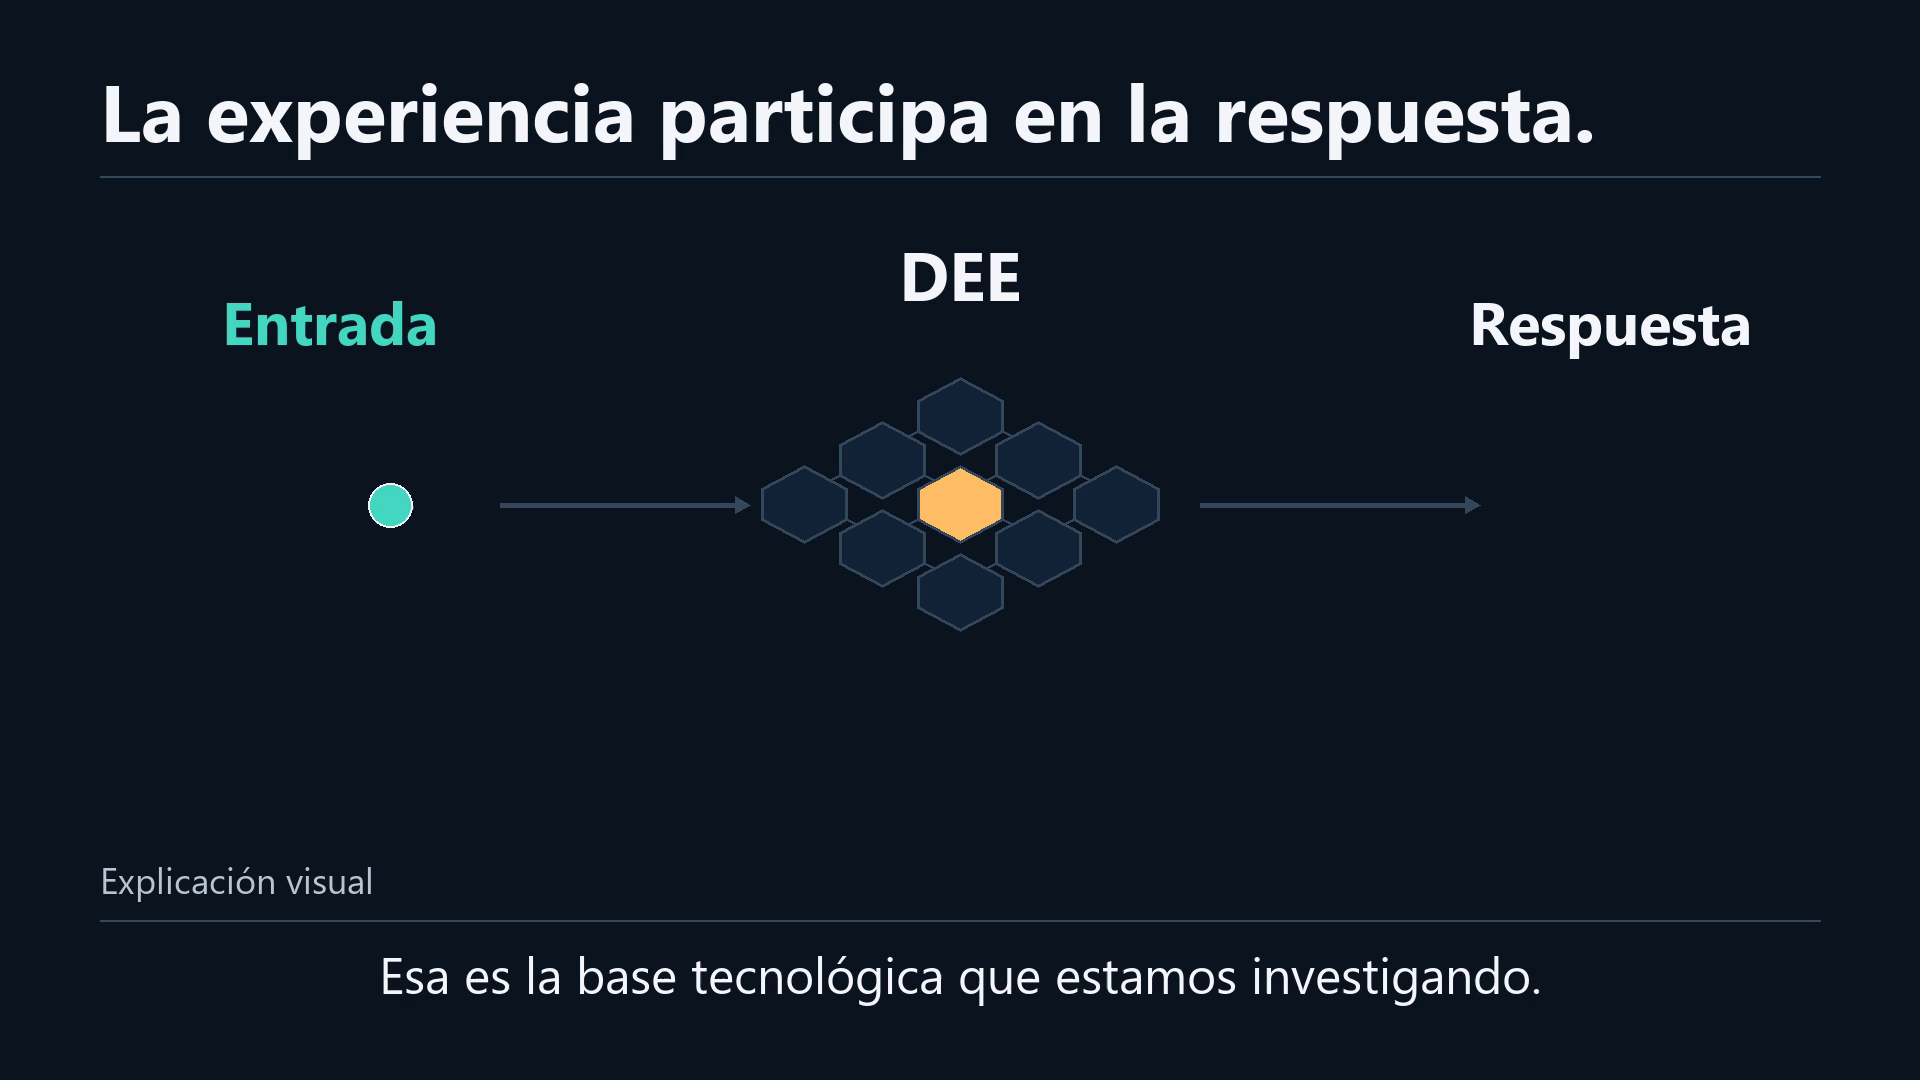 La experiencia participa en la respuesta.
DEE
Entrada
Respuesta
Explicación visual
Esa es la base tecnológica que estamos investigando.